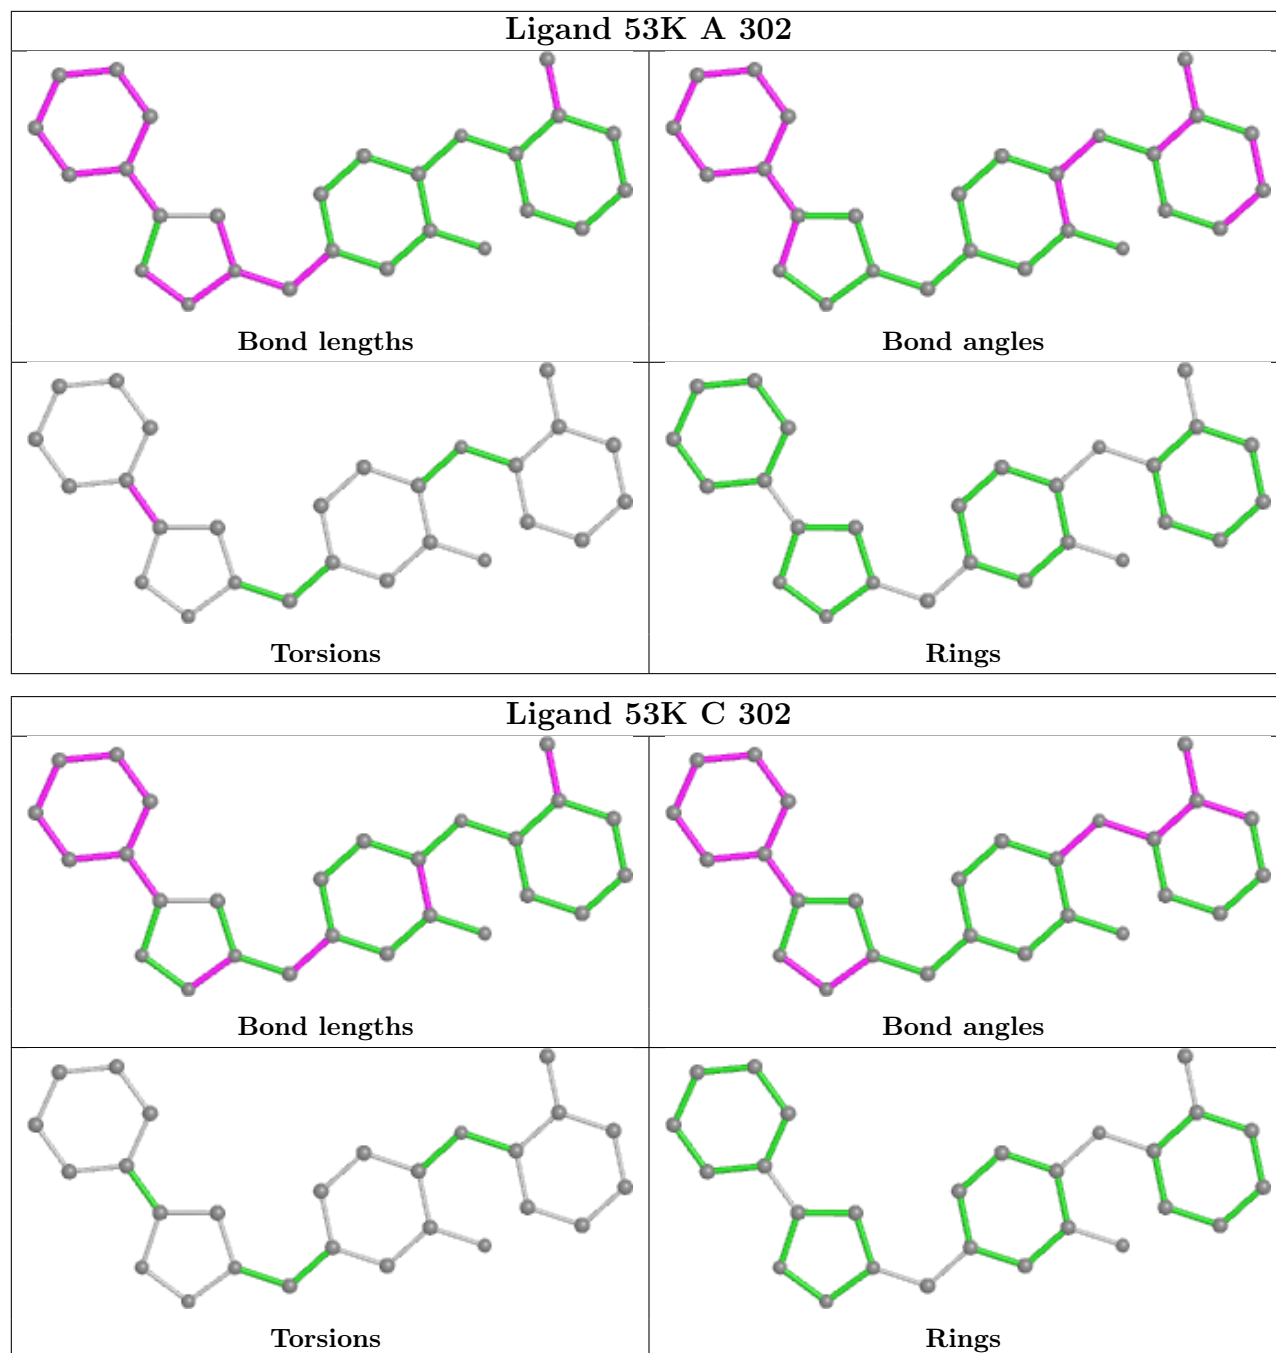 Ligand 53K A 302
Bond lengths
Bond angles
Torsions
Rings
Ligand 53K C 302
Bond lengths
Bond angles
Torsions
Rings